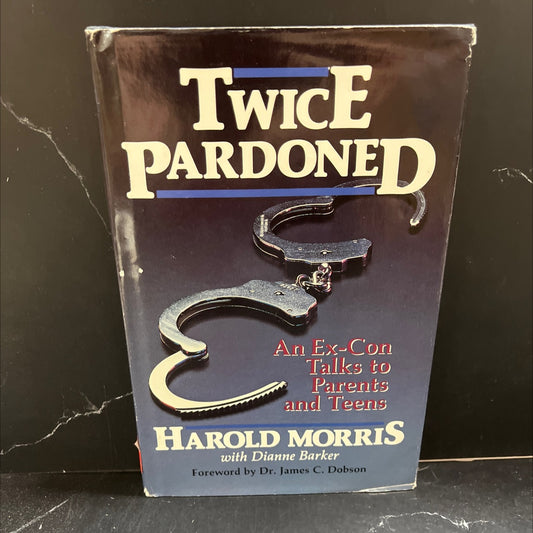 TWICE
PARDONED
An Ex-Con
Talks to
Parents
and Teens
HAROLD MORRIS
with Dianne Barker
Foreword by Dr. James C. Dobson